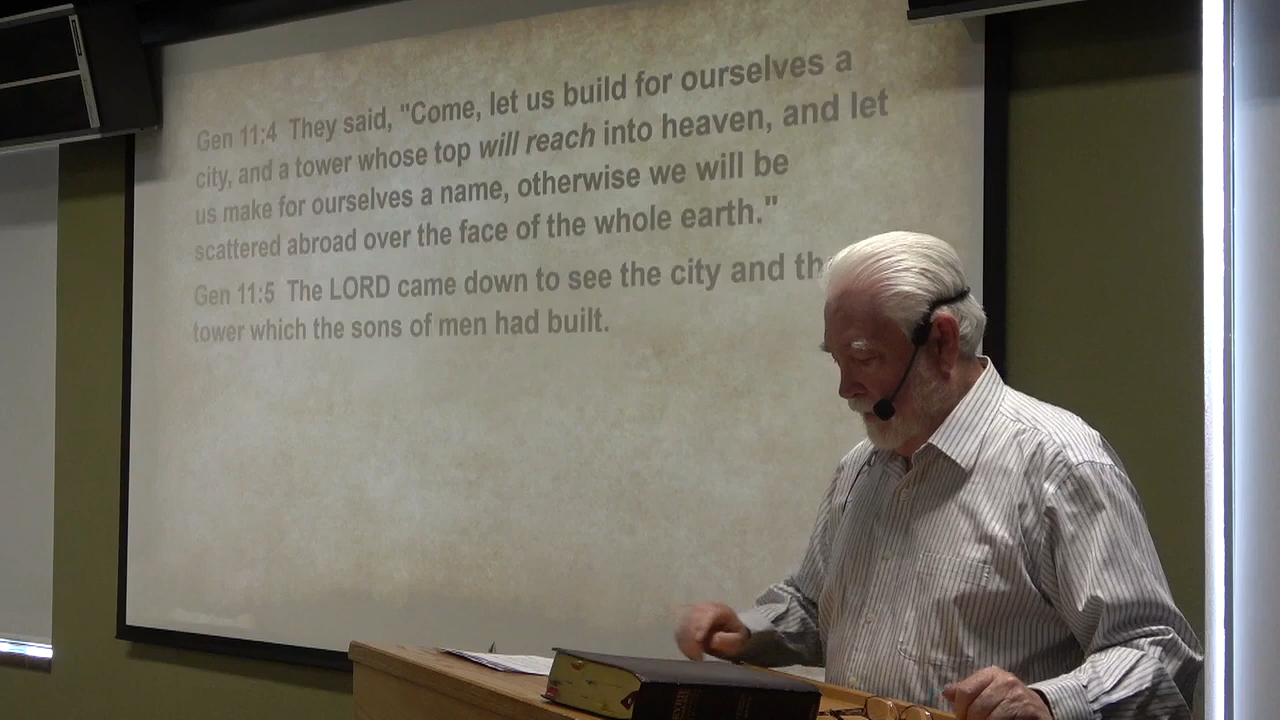 Gen 11:4 They said, "Come, let us build for ourselves a
city, and a tower whose top will reach into heaven, and let
us make for ourselves a name, otherwise we will be
scattered abroad over the face of the whole earth."
Gen 11:5 The LORD came down to see the city and
tower which the sons of men had built.